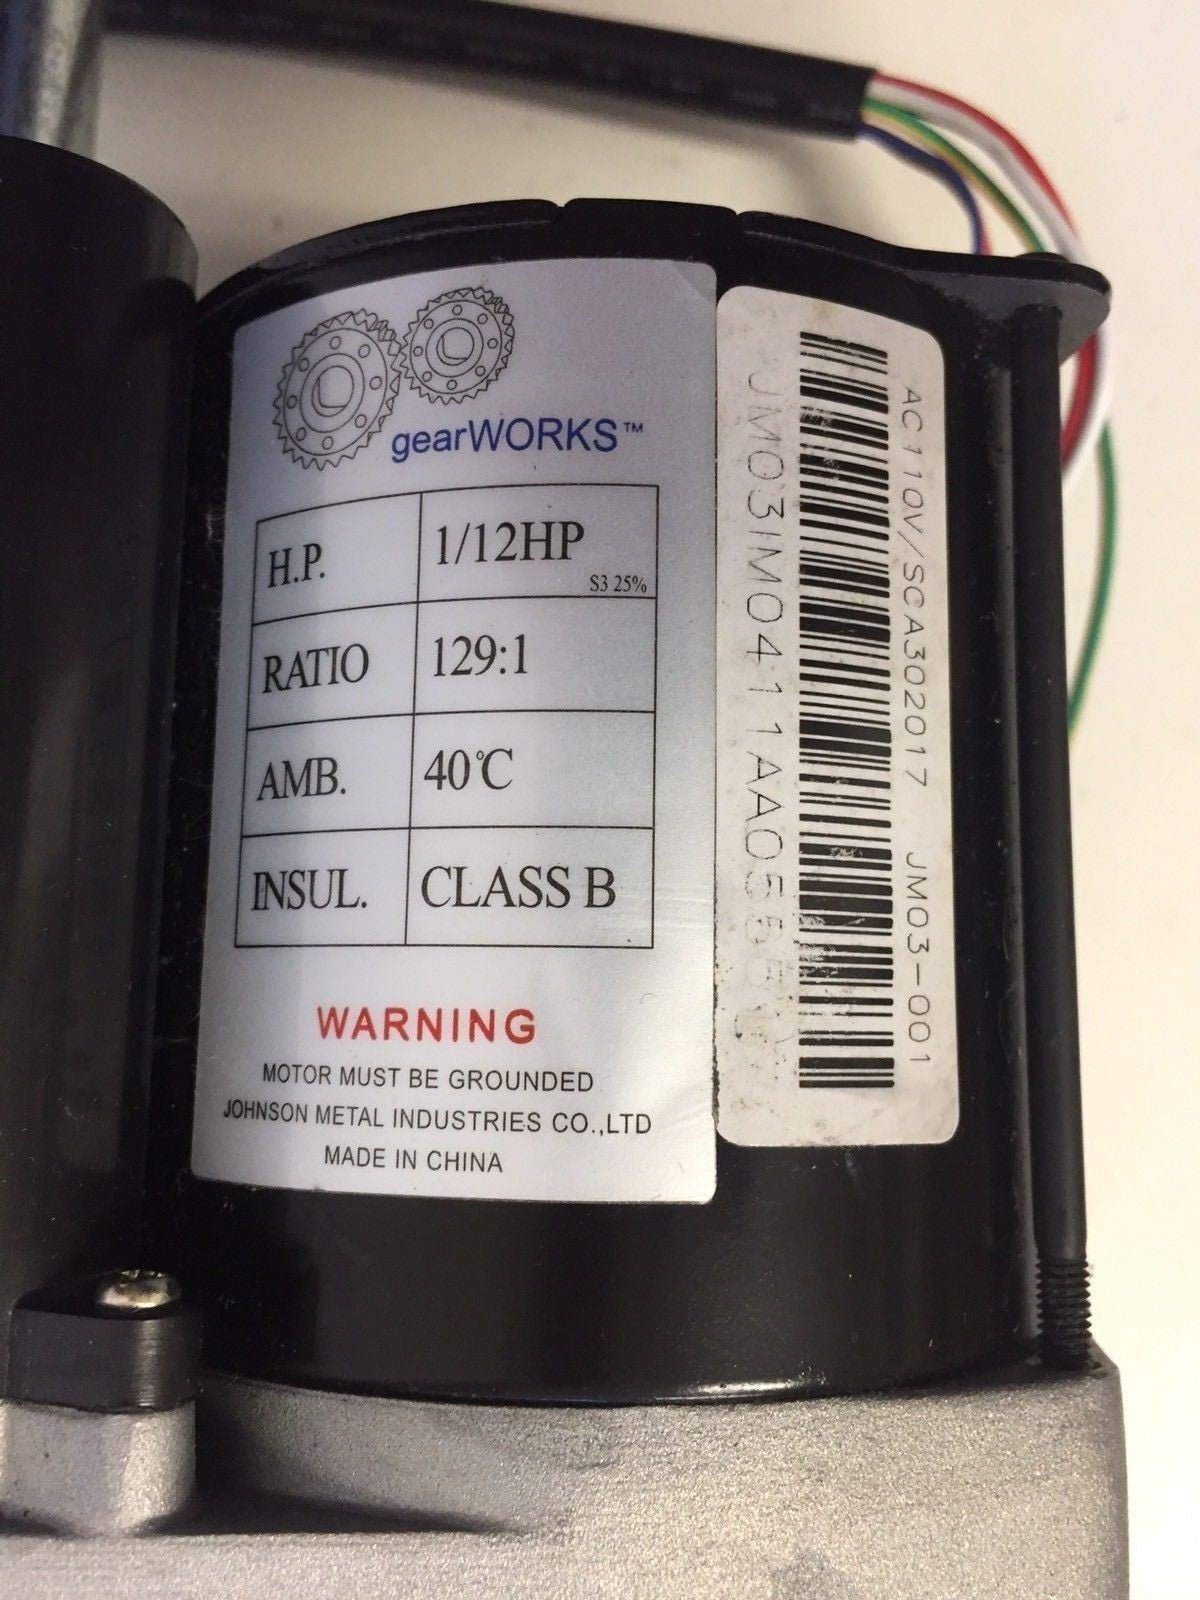 gearWORKS™
H.P. 1/12HP
S3 25%
RATIO 129:1
AMB. 40℃
INSUL. CLASS B
WARNING
MOTOR MUST BE GROUNDED
JOHNSON METAL INDUSTRIES CO.,LTD
MADE IN CHINA
AC110V/SCA302017 JM03-001